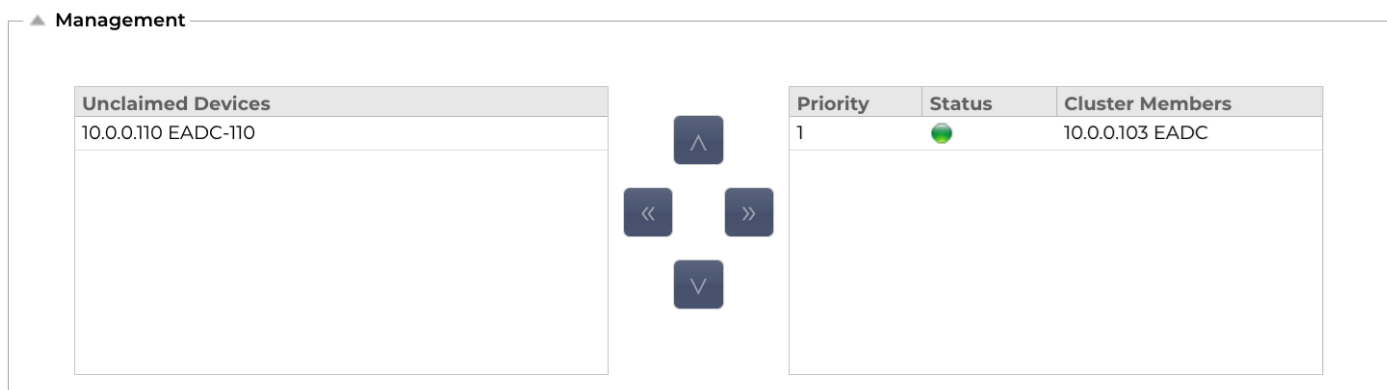 Management
Unclaimed Devices
10.0.0.110 EADC-110
Priority Status Cluster Members
1 10.0.0.103 EADC